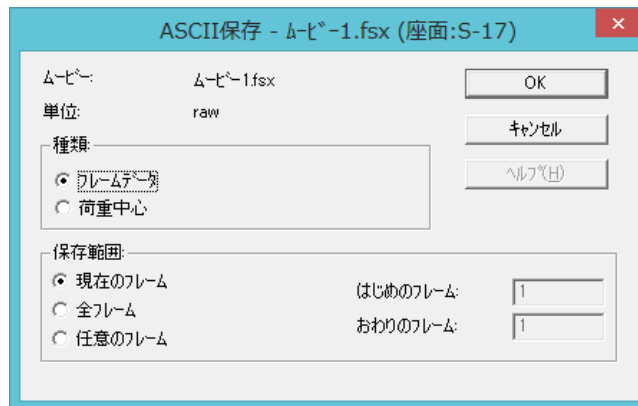 ASCII保存 - ﾑｰﾋﾞｰ1.fsx (座面:S-17)
×
ﾑｰﾋﾞｰ: ﾑｰﾋﾞｰ1.fsx
OK
単位: raw
ｷｬﾝｾﾙ
種類:
ﾍﾙﾌﾟ(H)
ﾌﾚｰﾑﾃﾞｰﾀ
荷重中心
保存範囲:
現在のﾌﾚｰﾑ
はじめのﾌﾚｰﾑ: 1
全ﾌﾚｰﾑ
おわりのﾌﾚｰﾑ: 1
任意のﾌﾚｰﾑ